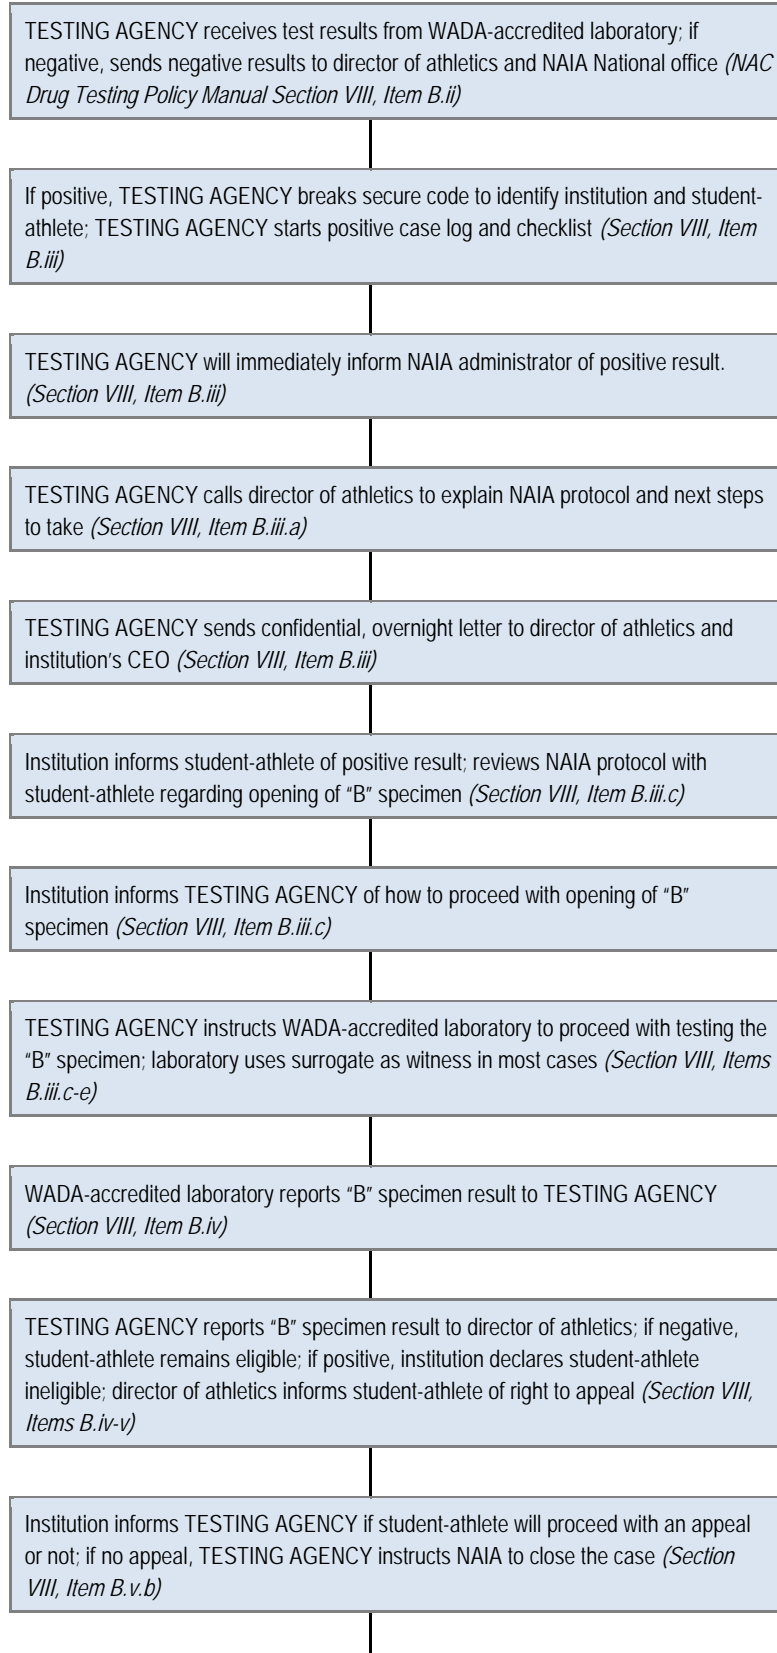 TESTING AGENCY receives test results from WADA-accredited laboratory; if
negative, sends negative results to director of athletics and NAIA National office (NAC
Drug Testing Policy Manual Section VIII, Item B.ii)
If positive, TESTING AGENCY breaks secure code to identify institution and student-
athlete; TESTING AGENCY starts positive case log and checklist (Section VIII, Item
B.iii)
TESTING AGENCY will immediately inform NAIA administrator of positive result.
(Section VIII, Item B.iii)
TESTING AGENCY calls director of athletics to explain NAIA protocol and next steps
to take (Section VIII, Item B.iii.a)
TESTING AGENCY sends confidential, overnight letter to director of athletics and
institution's CEO (Section VIII, Item B.iii)
Institution informs student-athlete of positive result; reviews NAIA protocol with
student-athlete regarding opening of “B” specimen (Section VIII, Item B.iii.c)
Institution informs TESTING AGENCY of how to proceed with opening of “B”
specimen (Section VIII, Item B.iii.c)
TESTING AGENCY instructs WADA-accredited laboratory to proceed with testing the
“B” specimen; laboratory uses surrogate as witness in most cases (Section VIII, Items
B.iii.c-e)
WADA-accredited laboratory reports “B” specimen result to TESTING AGENCY
(Section VIII, Item B.iv)
TESTING AGENCY reports “B” specimen result to director of athletics; if negative,
student-athlete remains eligible; if positive, institution declares student-athlete
ineligible; director of athletics informs student-athlete of right to appeal (Section VIII,
Items B.iv-v)
Institution informs TESTING AGENCY if student-athlete will proceed with an appeal
or not; if no appeal, TESTING AGENCY instructs NAIA to close the case (Section
VIII, Item B.v.b)